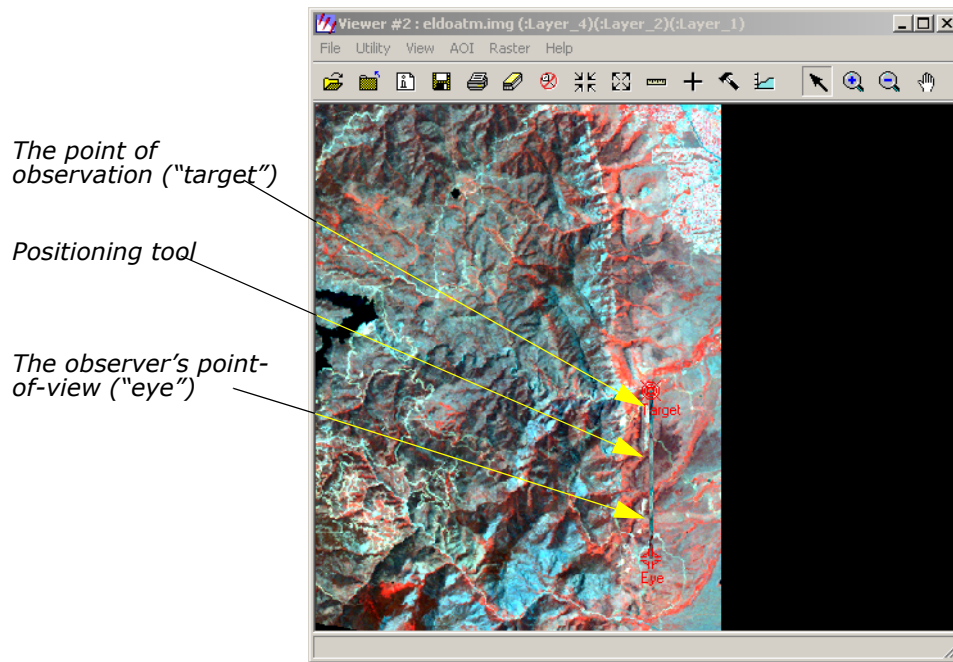 Viewer #2 : eldoatm.img (:Layer_4)(:Layer_2)(:Layer_1)
File Utility View AOI Raster Help
The point of
observation (“target”)
Positioning tool
The observer’s point-
of-view (“eye”)
Target
Eye